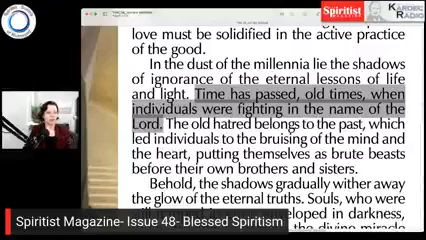 Spiritist
KARDEC
RADIO
love must be solidified in the active practice
of the good.
In the dust of the millennia lie the shadows
of ignorance of the eternal lessons of life
and light. Time has passed, old times, when
individuals were fighting in the name of the
Lord. The old hatred belongs to the past, which
led individuals to the bruising of the mind and
the heart, putting themselves as brute beasts
before their own brothers and sisters.
Behold, the shadows gradually wither away
the glow of the eternal truths. Souls, who were
in darkness,
the divine miracle
Spiritist Magazine- Issue 48- Blessed Spiritism